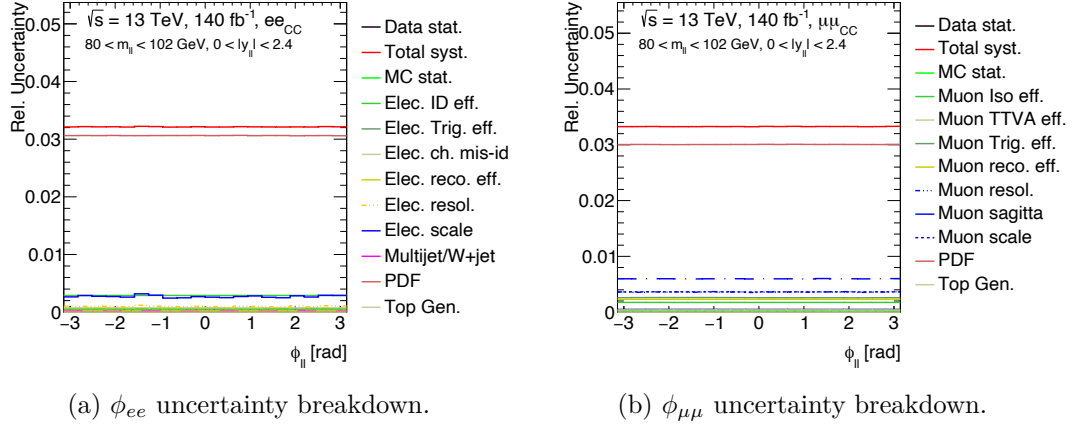 √s = 13 TeV, 140 fb⁻¹, ee_CC
80 < m_ll < 102 GeV, 0 < |y_ll| < 2.4
Rel. Uncertainty
0.05
0.04
0.03
0.02
0.01
0
−3 −2 −1 0 1 2 3
ϕ_ll [rad]
Data stat.
Total syst.
MC stat.
Elec. ID eff.
Elec. Trig. eff.
Elec. ch. mis-id
Elec. reco. eff.
Elec. resol.
Elec. scale
Multijet/W+jet
PDF
Top Gen.
(a) ϕ_ee uncertainty breakdown.
√s = 13 TeV, 140 fb⁻¹, μμ_CC
80 < m_ll < 102 GeV, 0 < |y_ll| < 2.4
Rel. Uncertainty
0.05
0.04
0.03
0.02
0.01
0
−3 −2 −1 0 1 2 3
ϕ_ll [rad]
Data stat.
Total syst.
MC stat.
Muon Iso eff.
Muon TTVA eff.
Muon Trig. eff.
Muon reco. eff.
Muon resol.
Muon sagitta
Muon scale
PDF
Top Gen.
(b) ϕ_μμ uncertainty breakdown.